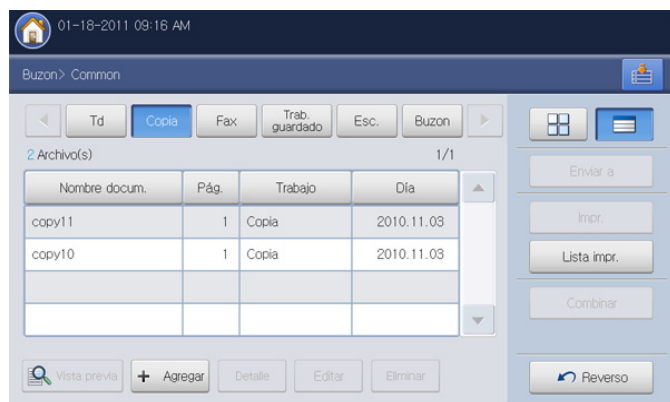 01-18-2011 09:16 AM
Buzon> Common
Td
Copia
Fax
Trab.
guardado
Esc.
Buzon
2 Archivo(s)
1/1
Nombre docum. Pág. Trabajo Día
copy11 1 Copia 2010.11.03
copy10 1 Copia 2010.11.03
Enviar a
Impr.
Lista impr.
Combinar
Vista previa
+ Agregar
Detalle
Editar
Eliminar
Reverso